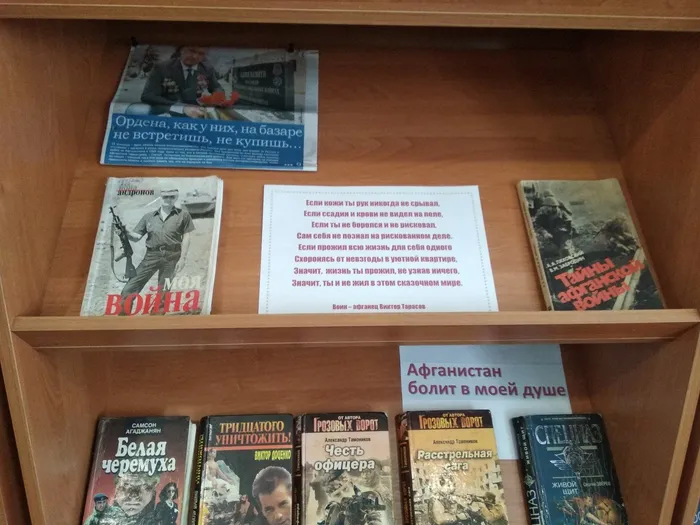 Ордена, как у них, на базаре
не встретишь, не купишь...
андронов
моя
ВОЙНА
Если кожи ты рук никогда не срывал,
Если ссадин и крови не видел на теле,
Если ты не боролся и не рисковал,
Сам себя не познал на рискованном деле.
Если прожил всю жизнь для себя одного
Схоронясь от невзгоды в уютной квартире,
Значит, жизнь ты прожил, не узнав ничего,
Значит, ты и не жил в этом сказочном мире.
Воин – афганец Виктор Тарасов
А.А. ЛЯХОВСКИЙ
В.М. ЗАБРОДИН
Тайны
афганской
войны
Афганистан
болит в моей душе
САМСОН
АГАДЖАНЯН
Белая
черемуха
ТРИДЦАТОГО
УНИЧТОЖИТЬ!
ВИКТОР ДОЦЕНКО
ОТ АВТОРА
ГРОЗОВЫХ ВОРОТ
Александр Тамоников
Честь
офицера
ОТ АВТОРА
ГРОЗОВЫХ ВОРОТ
Александр Тамоников
Расстрельная
сага
СПЕЦНАЗ
ЖИВОЙ
ЩИТ